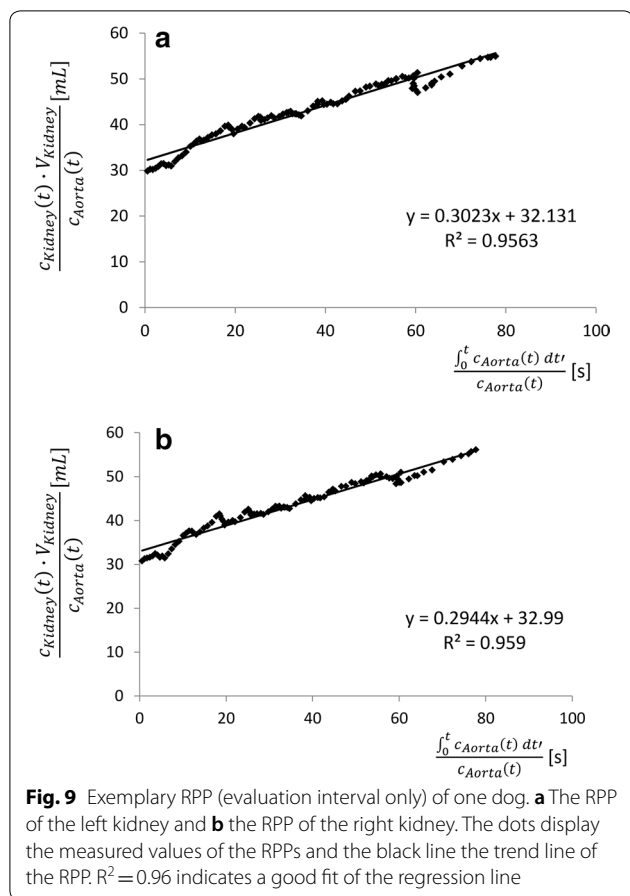 a
60
50
40
30
20
10
0
c_Kidney(t) · V_Kidney / c_Aorta(t) [mL]
y = 0.3023x + 32.131
R² = 0.9563
0 20 40 60 80 100
∫₀ᵗ c_Aorta(t) dt′ / c_Aorta(t) [s]
b
60
50
40
30
20
10
0
c_Kidney(t) · V_Kidney / c_Aorta(t) [mL]
y = 0.2944x + 32.99
R² = 0.959
0 20 40 60 80 100
∫₀ᵗ c_Aorta(t) dt′ / c_Aorta(t) [s]
Fig. 9 Exemplary RPP (evaluation interval only) of one dog. a The RPP
of the left kidney and b the RPP of the right kidney. The dots display
the measured values of the RPPs and the black line the trend line of
the RPP. R² = 0.96 indicates a good fit of the regression line